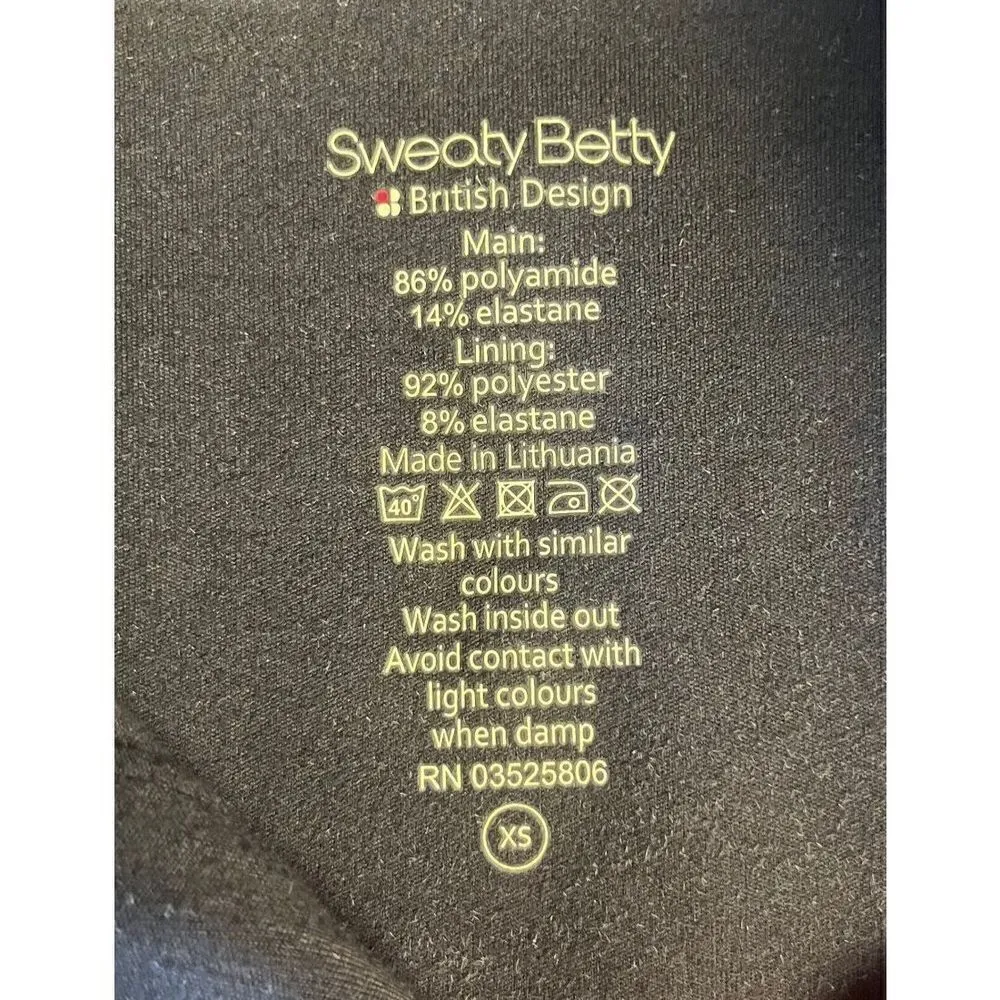 Sweaty Betty
British Design
Main:
86% polyamide
14% elastane
Lining:
92% polyester
8% elastane
Made in Lithuania
40°
Wash with similar
colours
Wash inside out
Avoid contact with
light colours
when damp
RN 03525806
XS